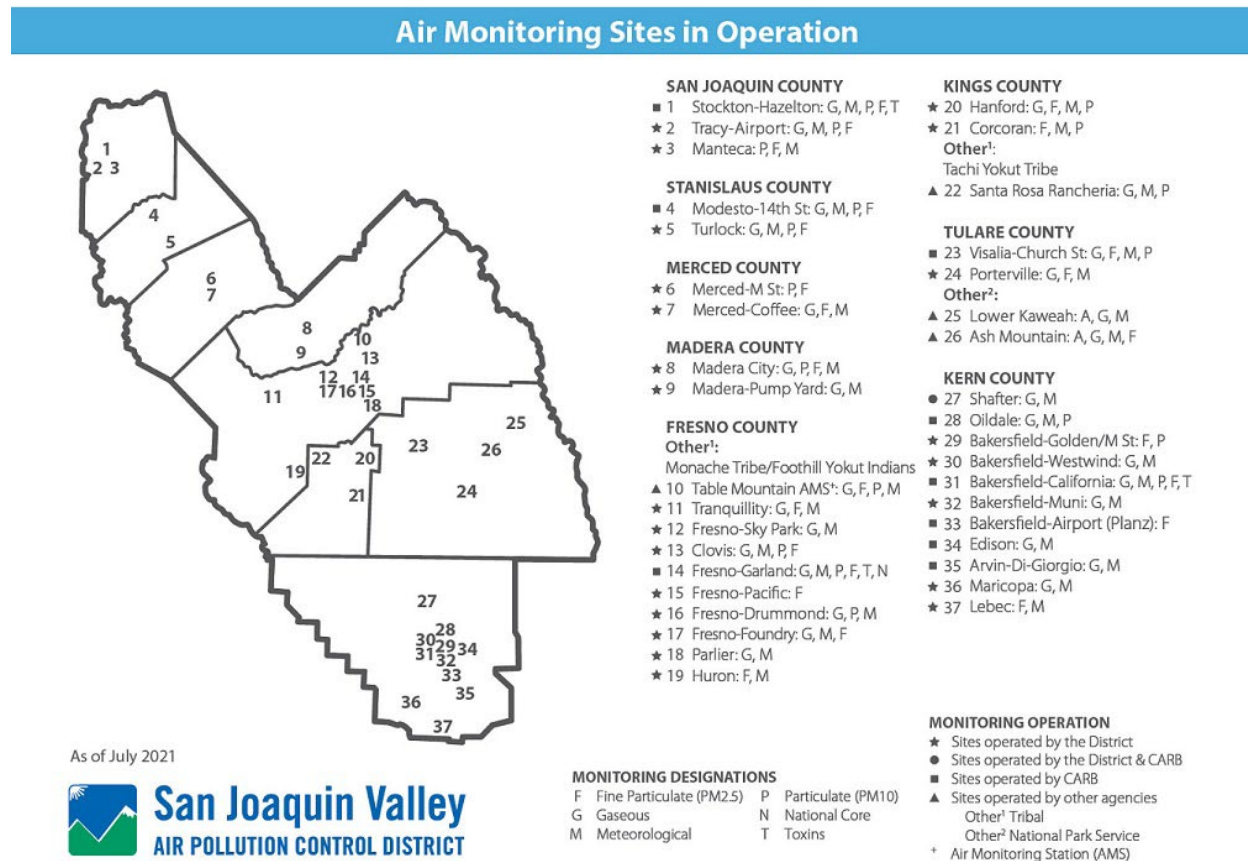 Air Monitoring Sites in Operation
1
2 3
4
5
6
7
8
9
10
13
12 14
17 16 15
11
18
19
22 20
21
23
25
26
24
27
28
30 29 34
31 32
33
35
36
37
SAN JOAQUIN COUNTY
■ 1 Stockton-Hazelton: G, M, P, F, T
★ 2 Tracy-Airport: G, M, P, F
★ 3 Manteca: P, F, M
STANISLAUS COUNTY
■ 4 Modesto-14th St: G, M, P, F
★ 5 Turlock: G, M, P, F
MERCED COUNTY
★ 6 Merced-M St: P, F
★ 7 Merced-Coffee: G, F, M
MADERA COUNTY
★ 8 Madera City: G, P, F, M
★ 9 Madera-Pump Yard: G, M
FRESNO COUNTY
Other¹:
Monache Tribe/Foothill Yokut Indians
▲ 10 Table Mountain AMS⁺: G, F, P, M
★ 11 Tranquillity: G, F, M
★ 12 Fresno-Sky Park: G, M
★ 13 Clovis: G, M, P, F
■ 14 Fresno-Garland: G, M, P, F, T, N
★ 15 Fresno-Pacific: F
★ 16 Fresno-Drummond: G, P, M
★ 17 Fresno-Foundry: G, M, F
★ 18 Parlier: G, M
★ 19 Huron: F, M
KINGS COUNTY
★ 20 Hanford: G, F, M, P
★ 21 Corcoran: F, M, P
Other¹:
Tachi Yokut Tribe
▲ 22 Santa Rosa Rancheria: G, M, P
TULARE COUNTY
■ 23 Visalia-Church St: G, F, M, P
★ 24 Porterville: G, F, M
Other²:
▲ 25 Lower Kaweah: A, G, M
▲ 26 Ash Mountain: A, G, M, F
KERN COUNTY
● 27 Shafter: G, M
■ 28 Oildale: G, M, P
★ 29 Bakersfield-Golden/M St: F, P
★ 30 Bakersfield-Westwind: G, M
■ 31 Bakersfield-California: G, M, P, F, T
★ 32 Bakersfield-Muni: G, M
■ 33 Bakersfield-Airport (Planz): F
■ 34 Edison: G, M
■ 35 Arvin-Di-Giorgio: G, M
★ 36 Maricopa: G, M
★ 37 Lebec: F, M
As of July 2021
San Joaquin Valley
AIR POLLUTION CONTROL DISTRICT
MONITORING DESIGNATIONS
F Fine Particulate (PM2.5) P Particulate (PM10)
G Gaseous N National Core
M Meteorological T Toxins
MONITORING OPERATION
★ Sites operated by the District
● Sites operated by the District & CARB
■ Sites operated by CARB
▲ Sites operated by other agencies
Other¹ Tribal
Other² National Park Service
⁺ Air Monitoring Station (AMS)